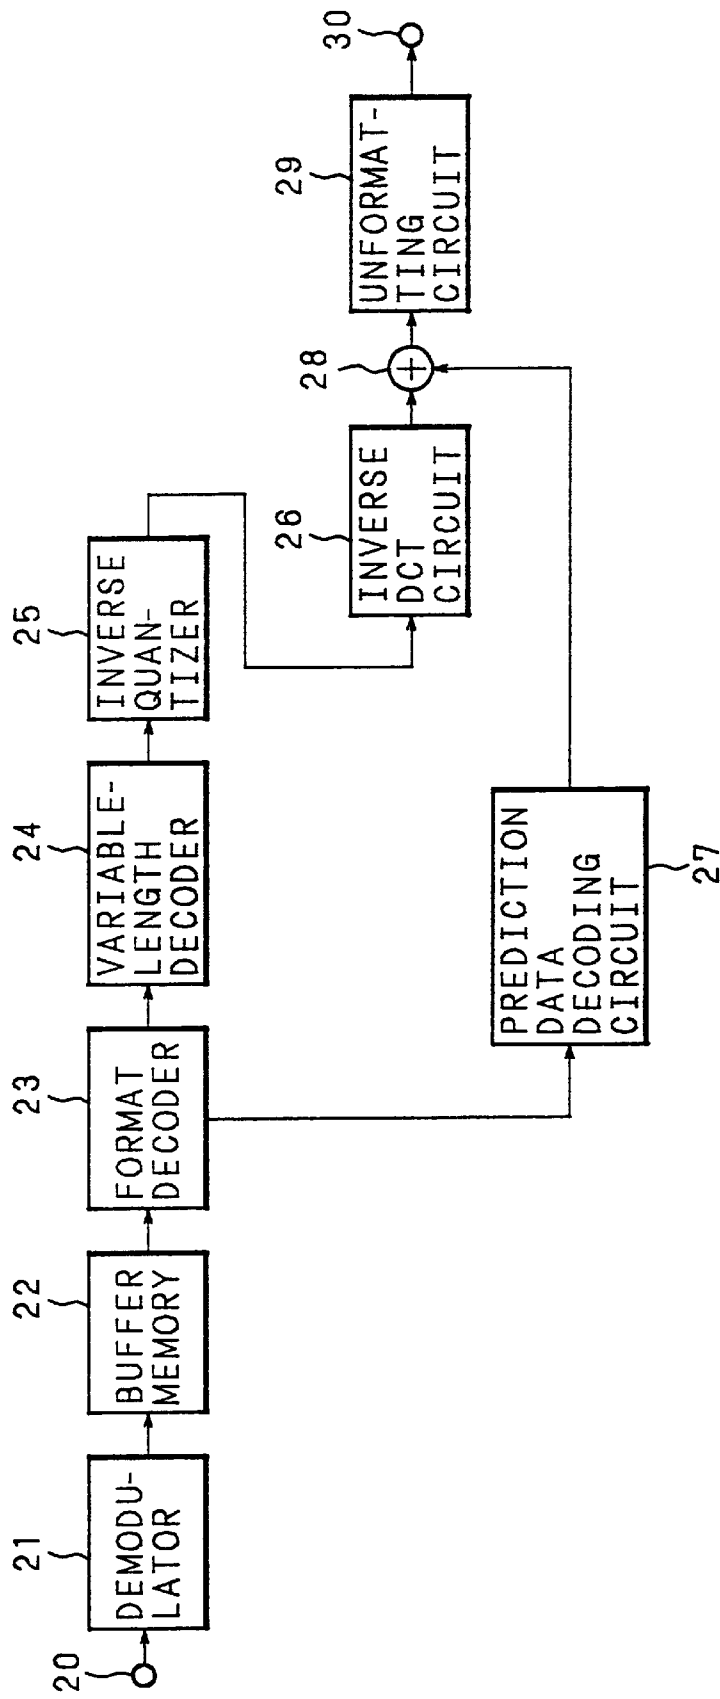 20
21
DEMODU-
LATOR
22
BUFFER
MEMORY
23
FORMAT
DECODER
24
VARIABLE-
LENGTH
DECODER
25
INVERSE
QUAN-
TIZER
26
INVERSE
DCT
CIRCUIT
28
29
UNFORMAT-
TING
CIRCUIT
30
PREDICTION
DATA
DECODING
CIRCUIT
27